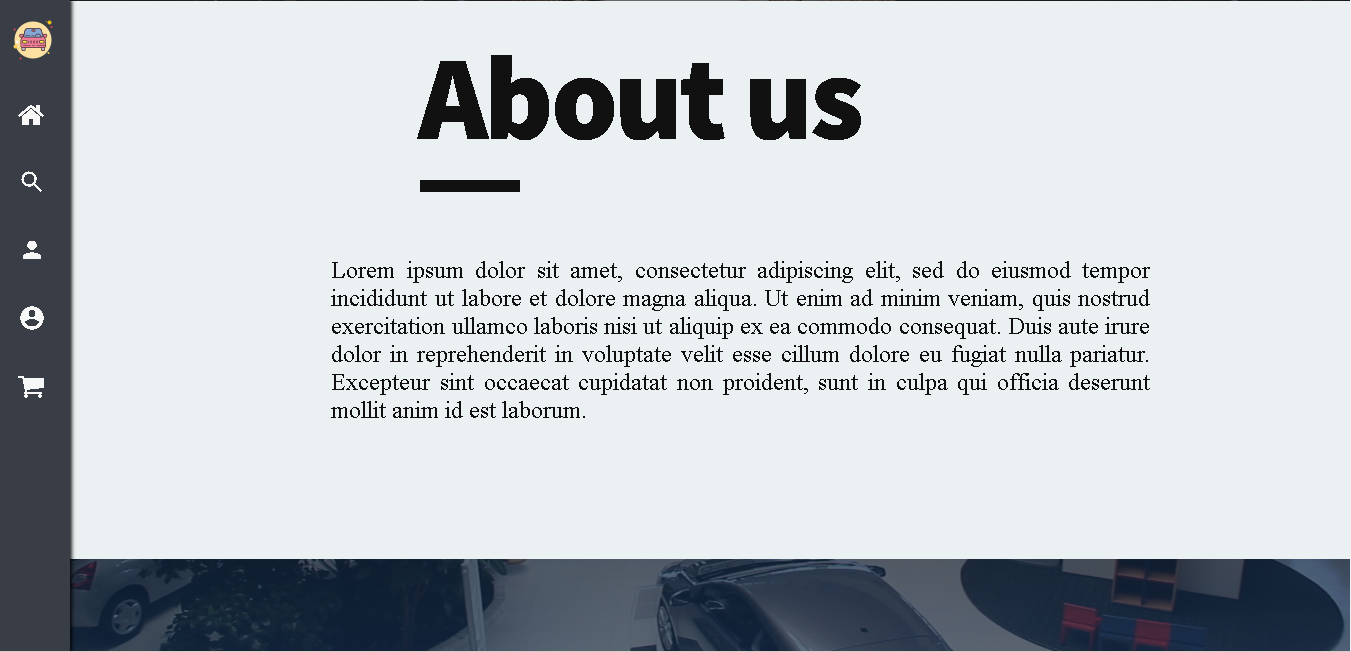 About us
Lorem ipsum dolor sit amet, consectetur adipiscing elit, sed do eiusmod tempor
incididunt ut labore et dolore magna aliqua. Ut enim ad minim veniam, quis nostrud
exercitation ullamco laboris nisi ut aliquip ex ea commodo consequat. Duis aute irure
dolor in reprehenderit in voluptate velit esse cillum dolore eu fugiat nulla pariatur.
Excepteur sint occaecat cupidatat non proident, sunt in culpa qui officia deserunt
mollit anim id est laborum.